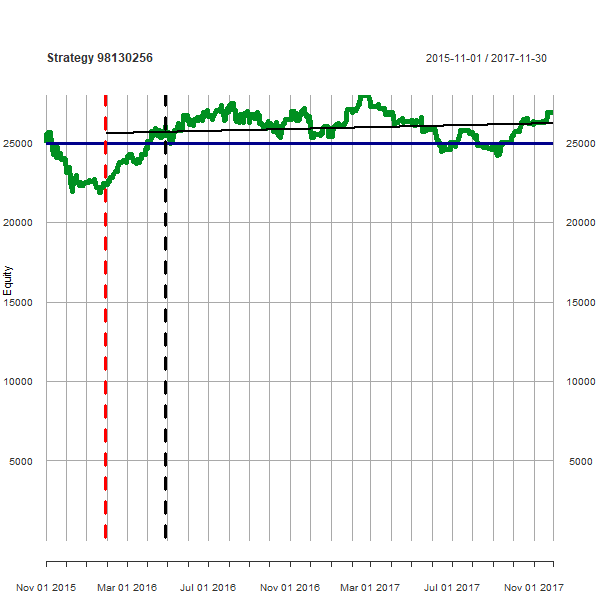 Strategy 98130256
2015-11-01 / 2017-11-30
25000
25000
20000
20000
15000
15000
10000
10000
5000
5000
Equity
Nov 01 2015
Mar 01 2016
Jul 01 2016
Nov 01 2016
Mar 01 2017
Jul 01 2017
Nov 01 2017